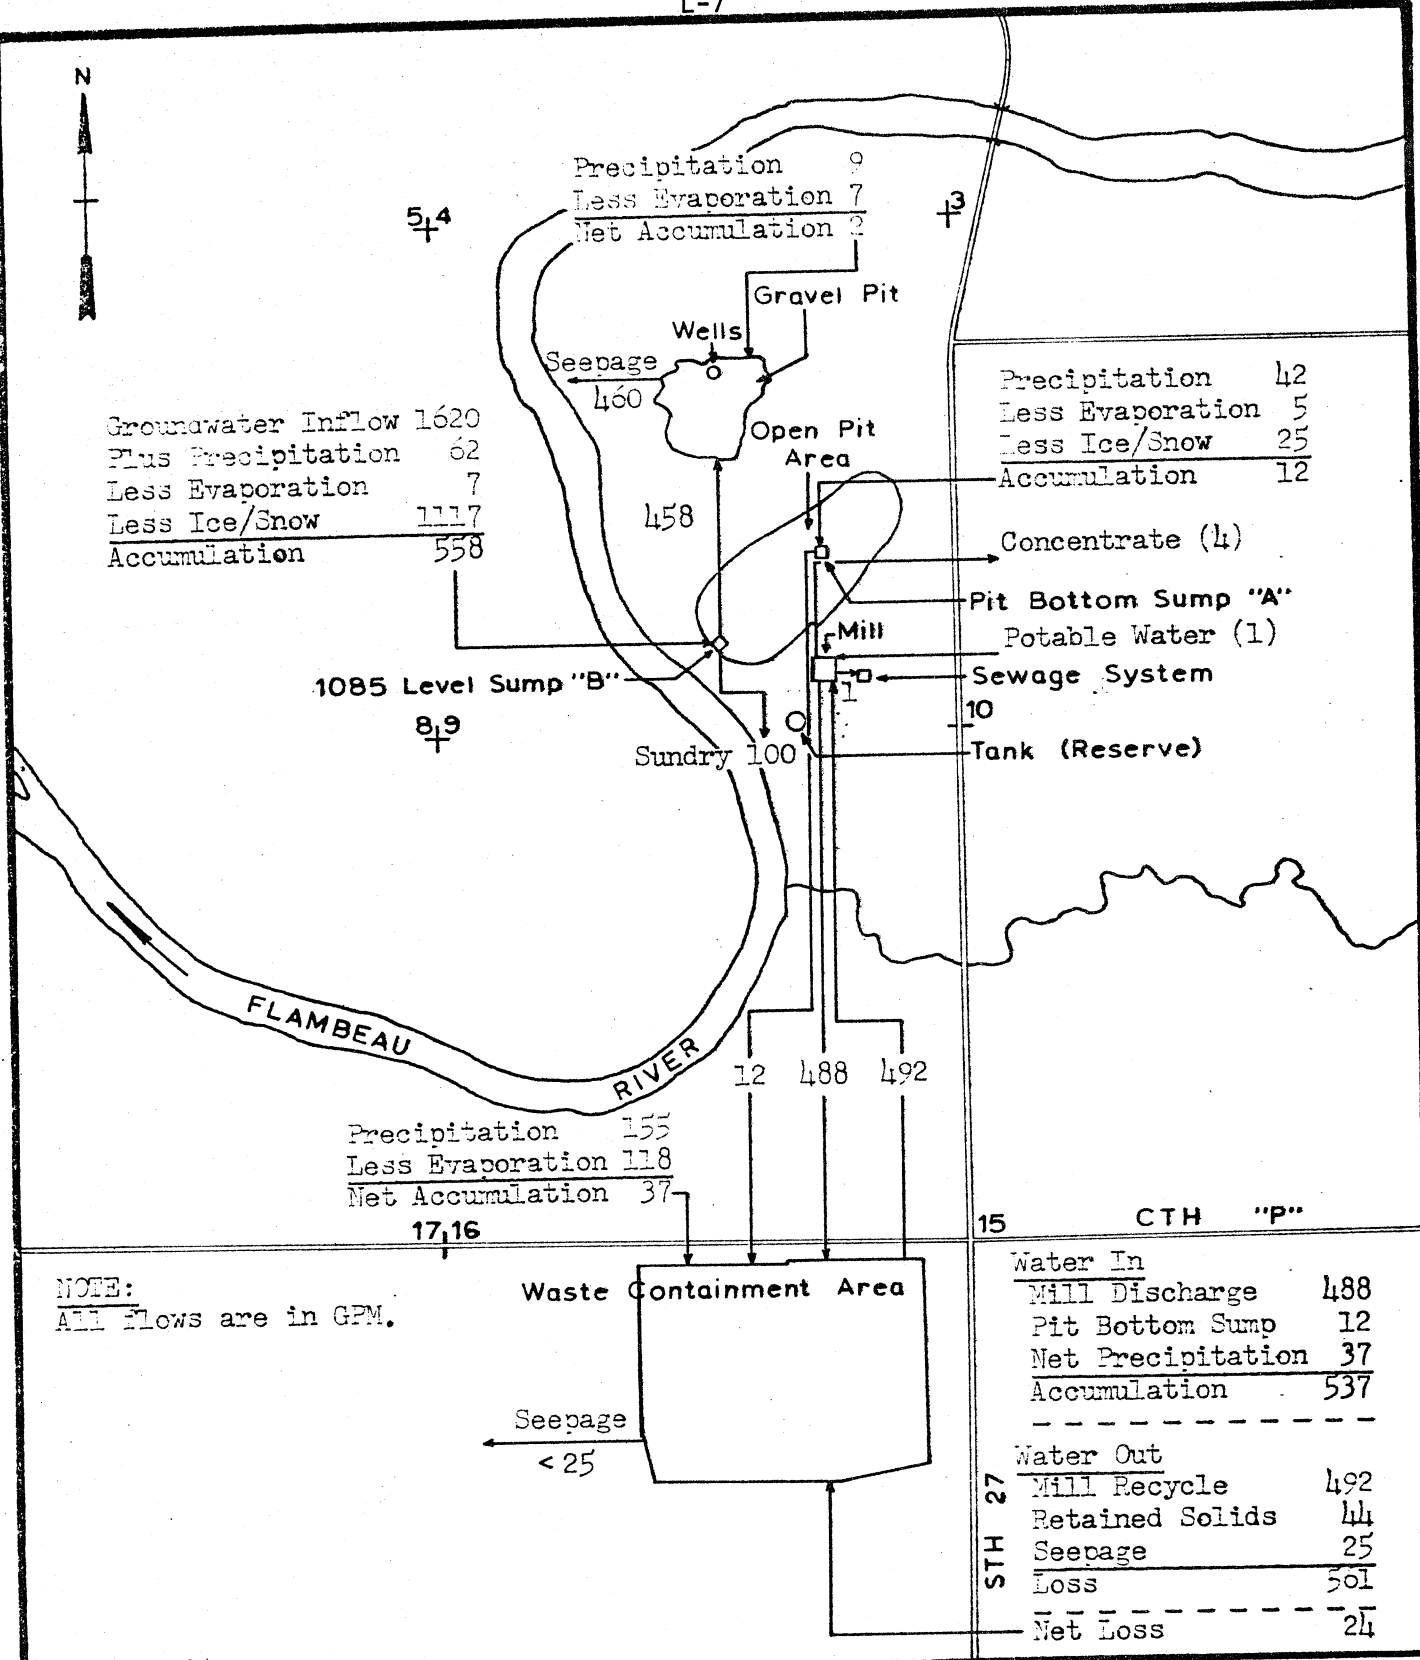 L-7
N
Precipitation 9
Less Evaporation 7
Net Accumulation 2
5 4
3
Gravel Pit
Wells
Seepage
460
Precipitation 42
Less Evaporation 5
Less Ice/Snow 25
Accumulation 12
Groundwater Inflow 1620
Plus Precipitation 62
Less Evaporation 7
Less Ice/Snow 1117
Accumulation 558
Open Pit
Area
458
Concentrate (4)
Pit Bottom Sump "A"
Mill
Potable Water (1)
1085 Level Sump "B"
Sewage System
1
8 9
10
Sundry 100
Tank (Reserve)
FLAMBEAU
RIVER
12 488 492
Precipitation 155
Less Evaporation 118
Net Accumulation 37
17 16
15
CTH "P"
NOTE:
All flows are in GPM.
Waste Containment Area
Water In
Mill Discharge 488
Pit Bottom Sump 12
Net Precipitation 37
Accumulation 537
Seepage
< 25
STH 27
Water Out
Mill Recycle 492
Retained Solids 44
Seepage 25
Loss 561
Net Loss 24